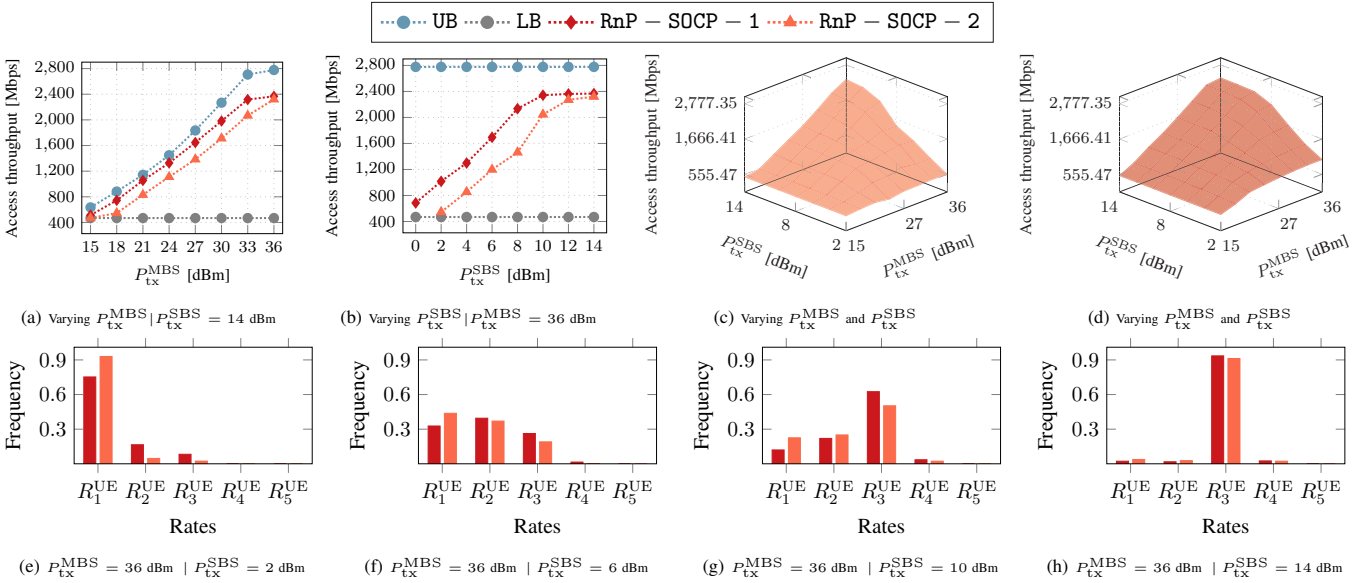 UB LB RnP − SOCP − 1 RnP − SOCP − 2
Access throughput [Mbps]
2,800
2,400
2,000
1,600
1,200
800
400
15 18 21 24 27 30 33 36
P_tx^MBS [dBm]
(a) Varying P_tx^MBS | P_tx^SBS = 14 dBm
Access throughput [Mbps]
2,800
2,400
2,000
1,600
1,200
800
400
0 2 4 6 8 10 12 14
P_tx^SBS [dBm]
(b) Varying P_tx^SBS | P_tx^MBS = 36 dBm
Access throughput [Mbps]
2,777.35
1,666.41
555.47
14 8 2
15 27 36
P_tx^SBS [dBm]
P_tx^MBS [dBm]
(c) Varying P_tx^MBS and P_tx^SBS
Access throughput [Mbps]
2,777.35
1,666.41
555.47
14 8 2
15 27 36
P_tx^SBS [dBm]
P_tx^MBS [dBm]
(d) Varying P_tx^MBS and P_tx^SBS
Frequency
0.9
0.6
0.3
R_1^UE R_2^UE R_3^UE R_4^UE R_5^UE
Rates
(e) P_tx^MBS = 36 dBm | P_tx^SBS = 2 dBm
Frequency
0.9
0.6
0.3
R_1^UE R_2^UE R_3^UE R_4^UE R_5^UE
Rates
(f) P_tx^MBS = 36 dBm | P_tx^SBS = 6 dBm
Frequency
0.9
0.6
0.3
R_1^UE R_2^UE R_3^UE R_4^UE R_5^UE
Rates
(g) P_tx^MBS = 36 dBm | P_tx^SBS = 10 dBm
Frequency
0.9
0.6
0.3
R_1^UE R_2^UE R_3^UE R_4^UE R_5^UE
Rates
(h) P_tx^MBS = 36 dBm | P_tx^SBS = 14 dBm